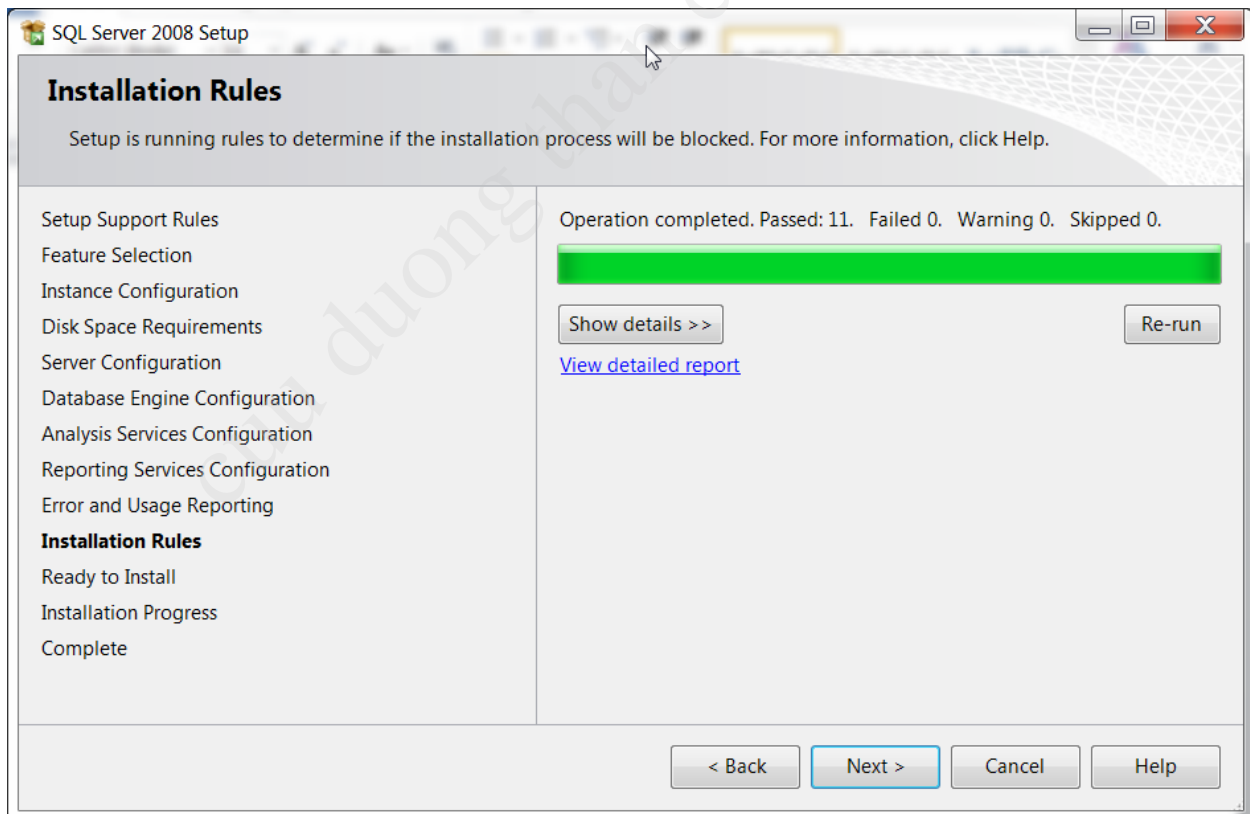 SQL Server 2008 Setup
Installation Rules
Setup is running rules to determine if the installation process will be blocked. For more information, click Help.
Setup Support Rules
Feature Selection
Instance Configuration
Disk Space Requirements
Server Configuration
Database Engine Configuration
Analysis Services Configuration
Reporting Services Configuration
Error and Usage Reporting
Installation Rules
Ready to Install
Installation Progress
Complete
Operation completed. Passed: 11. Failed 0. Warning 0. Skipped 0.
Show details >>
Re-run
View detailed report
< Back
Next >
Cancel
Help
cuu duong than